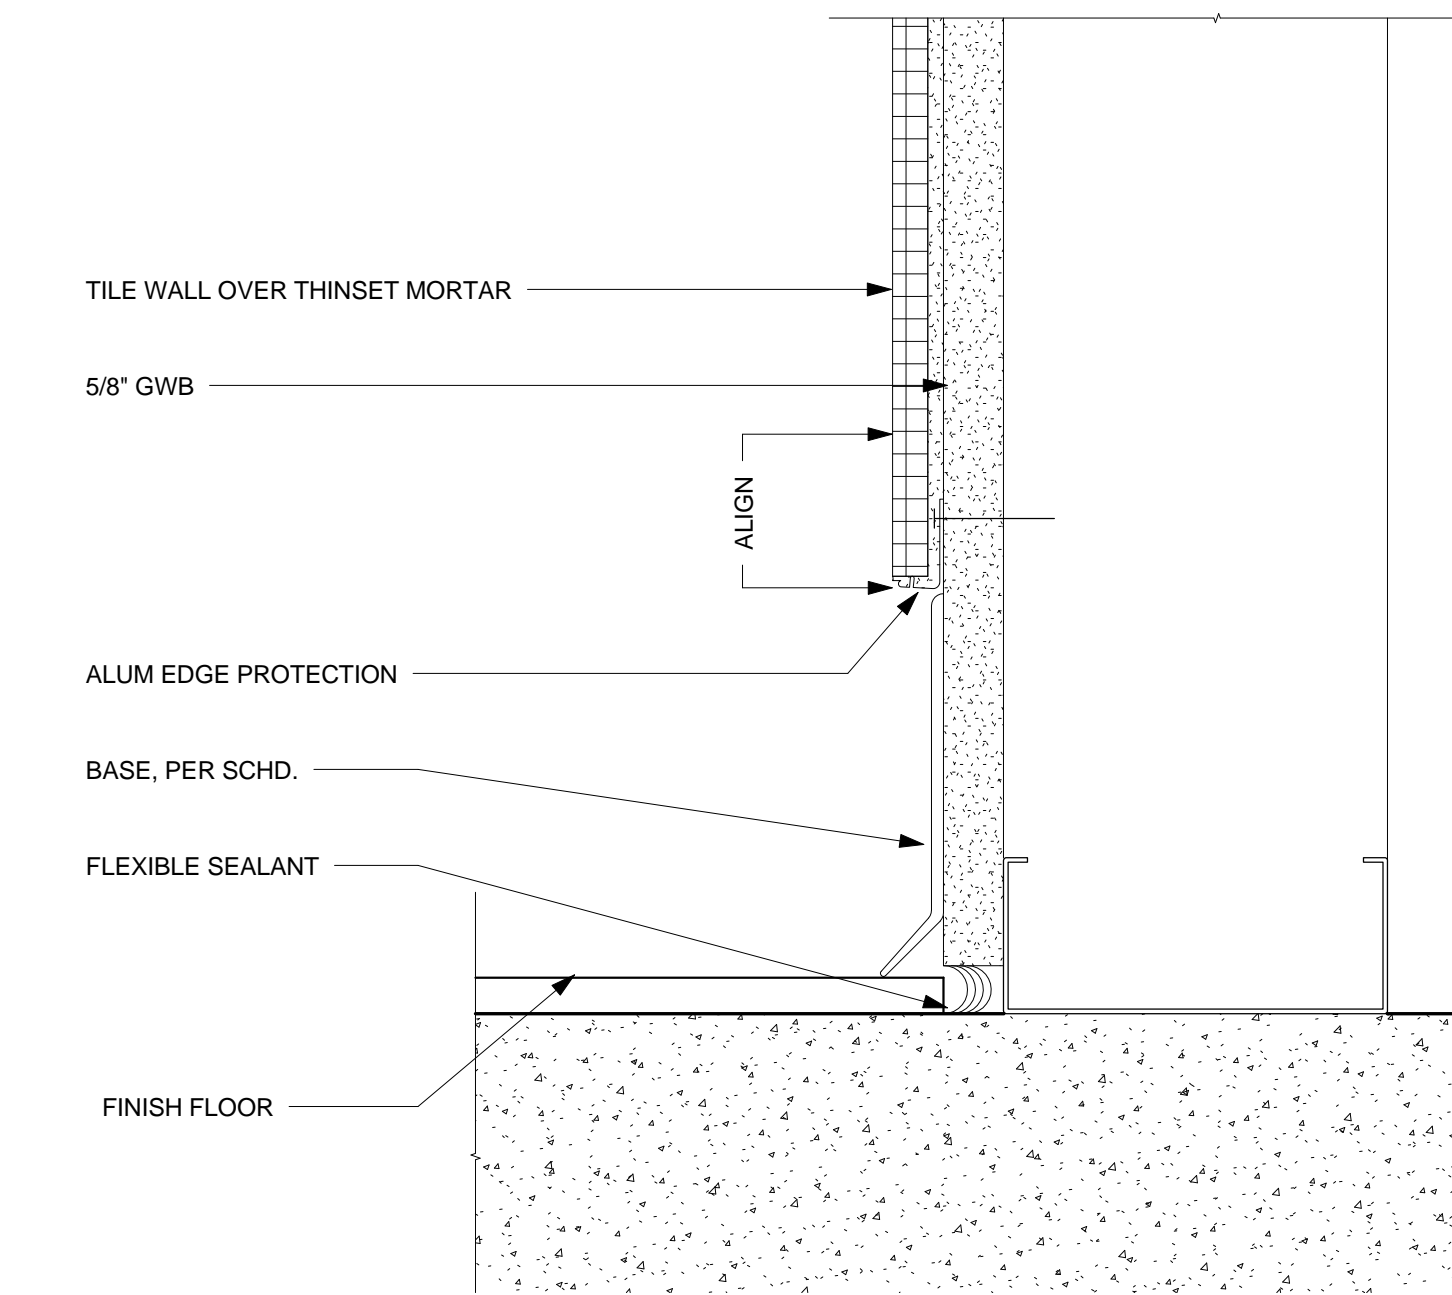 TILE WALL OVER THINSET MORTAR
5/8" GWB
ALIGN
ALUM EDGE PROTECTION
BASE, PER SCHD.
FLEXIBLE SEALANT
FINISH FLOOR